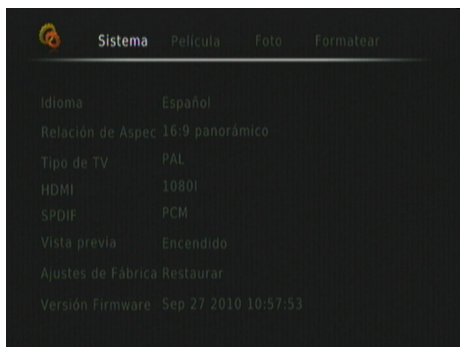 Sistema Película Foto Formatear
Idioma Español
Relación de Aspec 16:9 panorámico
Tipo de TV PAL
HDMI 1080I
SPDIF PCM
Vista previa Encendido
Ajustes de Fábrica Restaurar
Versión Firmware Sep 27 2010 10:57:53